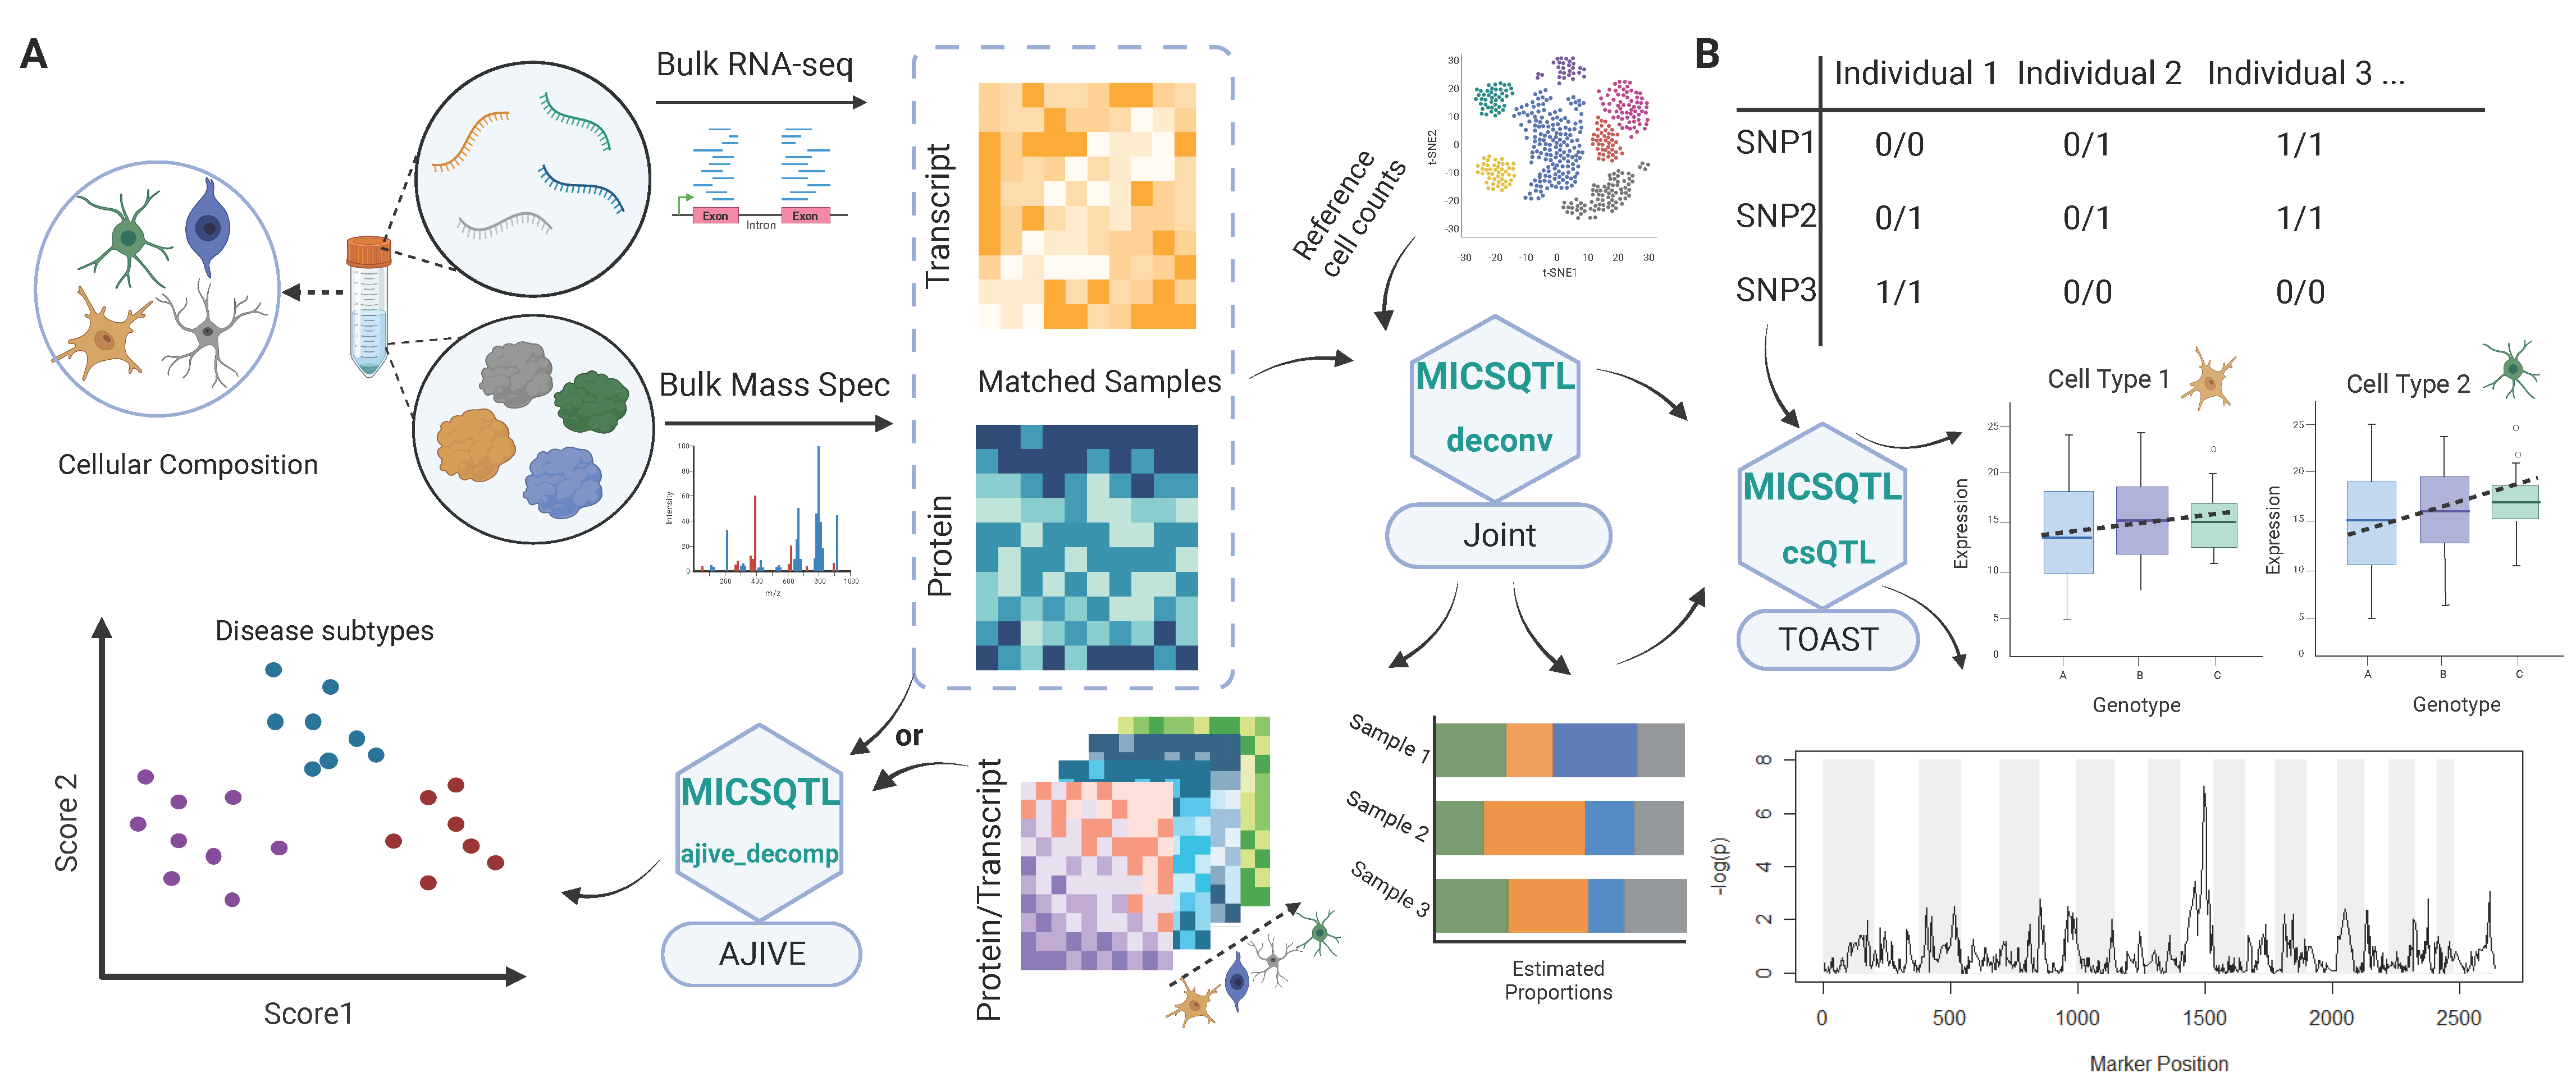 A
Bulk RNA-seq
Exon
Exon
Intron
Bulk Mass Spec
100
80
60
40
20
0
Intensity
200
400
600
800
1000
m/z
Cellular Composition
Transcript
Matched Samples
Protein
Reference
cell counts
30
20
10
0
-10
-20
-30
t-SNE2
-30
-20
-10
0
10
20
30
t-SNE1
MICSQTL
deconv
Joint
Disease subtypes
Score 2
Score1
or
MICSQTL
ajive_decomp
AJIVE
Protein/Transcript
Sample 1
Sample 2
Sample 3
Estimated
Proportions
B
Individual 1 Individual 2 Individual 3 ...
SNP1 0/0 0/1 1/1
SNP2 0/1 0/1 1/1
SNP3 1/1 0/0 0/0
MICSQTL
csQTL
TOAST
Cell Type 1
25
20
15
10
5
0
Expression
A
B
C
Genotype
Cell Type 2
25
20
15
10
5
0
Expression
A
B
C
Genotype
8
6
4
2
0
-log(p)
0
500
1000
1500
2000
2500
Marker Position